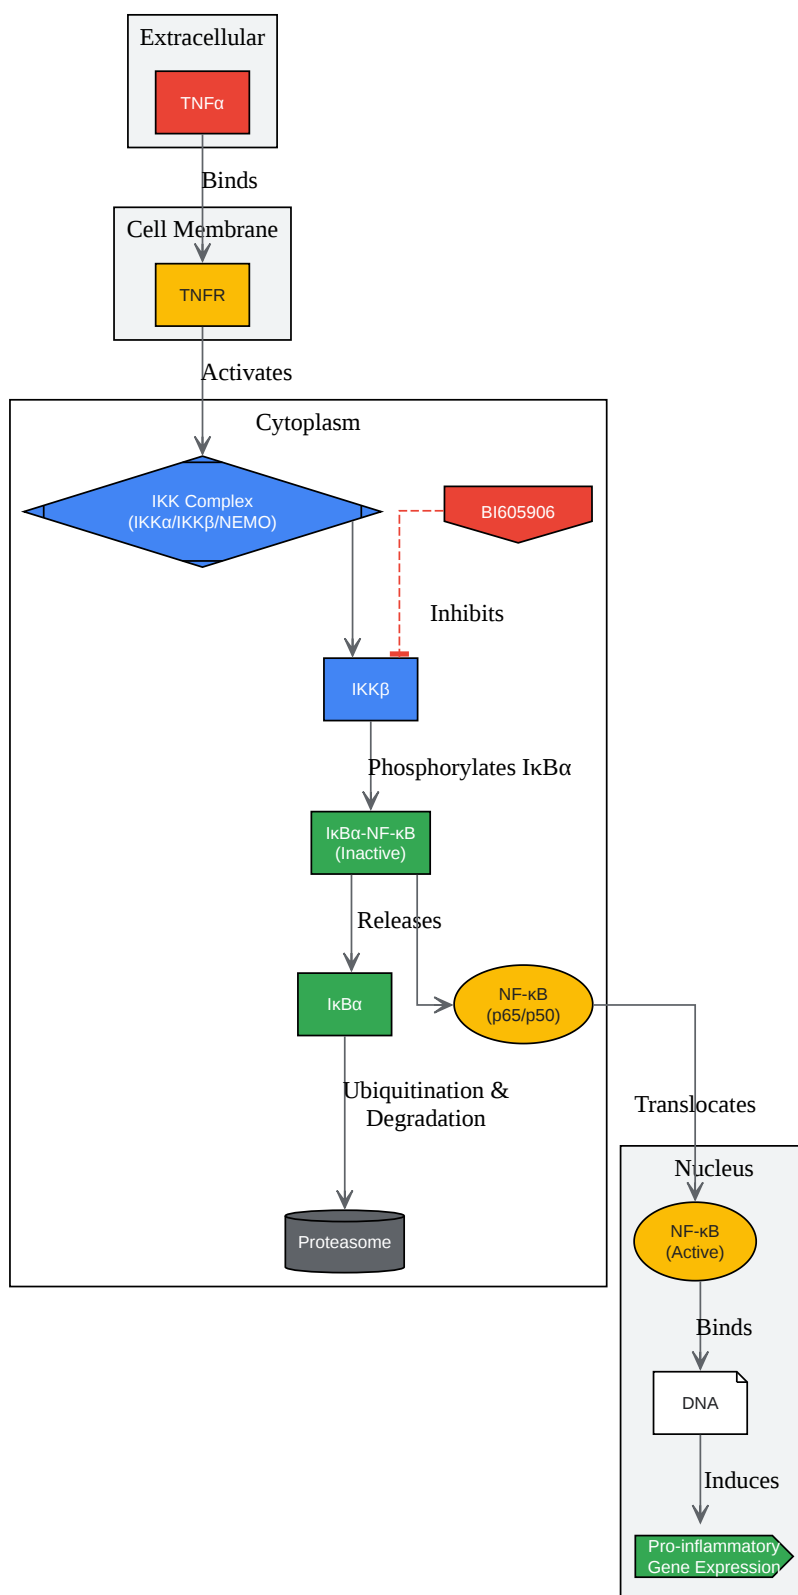 Extracellular
TNFα
Binds
Cell Membrane
TNFR
Activates
Cytoplasm
IKK Complex
(IKKα/IKKβ/NEMO)
BI605906
Inhibits
IKKβ
Phosphorylates IκBα
IκBα-NF-κB
(Inactive)
Releases
IκBα
NF-κB
(p65/p50)
Ubiquitination &
Degradation
Translocates
Nucleus
Proteasome
NF-κB
(Active)
Binds
DNA
Induces
Pro-inflammatory
Gene Expression